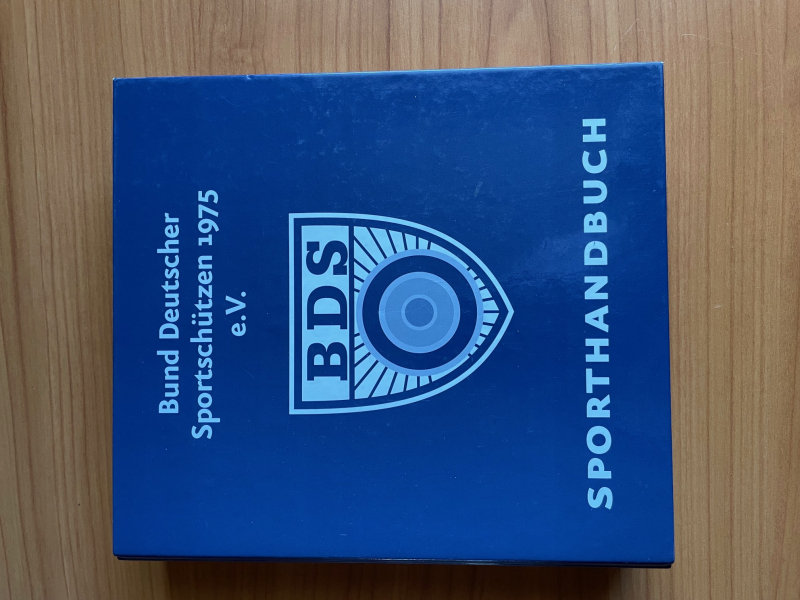 Bund Deutscher
Sportschützen 1975
e.V.
BDS
SPORTHANDBUCH